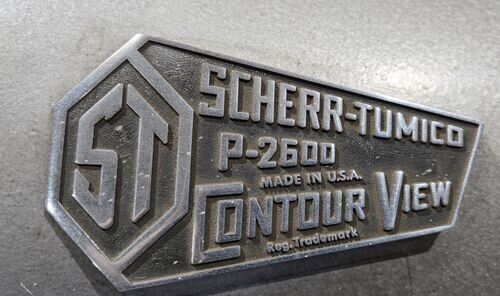 ST
SCHERR-TUMICO
P-2600
MADE IN U.S.A.
CONTOUR VIEW
Reg. Trademark